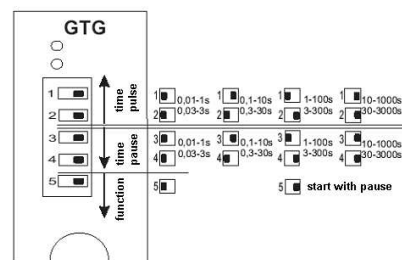 GTG
1
2
3
4
5
time pulse
time pause
function
1 0,01-1s 1 0,1-10s 1 1-100s 1 10-1000s
2 0,03-3s 2 0,3-30s 2 3-300s 2 30-3000s
3 0,01-1s 3 0,1-10s 3 1-100s 3 10-1000s
4 0,03-3s 4 0,3-30s 4 3-300s 4 30-3000s
5 5 start with pause